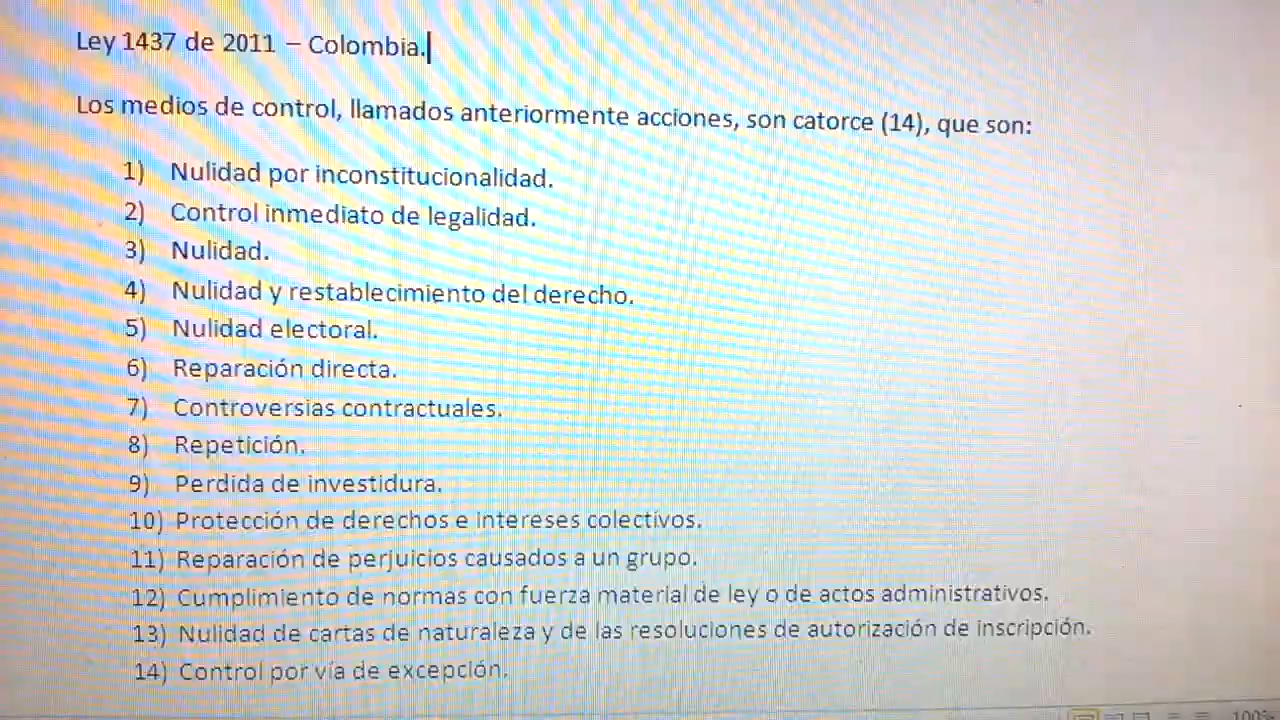 Ley 1437 de 2011 – Colombia.
Los medios de control, llamados anteriormente acciones, son catorce (14), que son:
1) Nulidad por inconstitucionalidad.
2) Control inmediato de legalidad.
3) Nulidad.
4) Nulidad y restablecimiento del derecho.
5) Nulidad electoral.
6) Reparación directa.
7) Controversias contractuales.
8) Repetición.
9) Perdida de investidura.
10) Protección de derechos e intereses colectivos.
11) Reparación de perjuicios causados a un grupo.
12) Cumplimiento de normas con fuerza material de ley o de actos administrativos.
13) Nulidad de cartas de naturaleza y de las resoluciones de autorización de inscripción.
14) Control por vía de excepción.